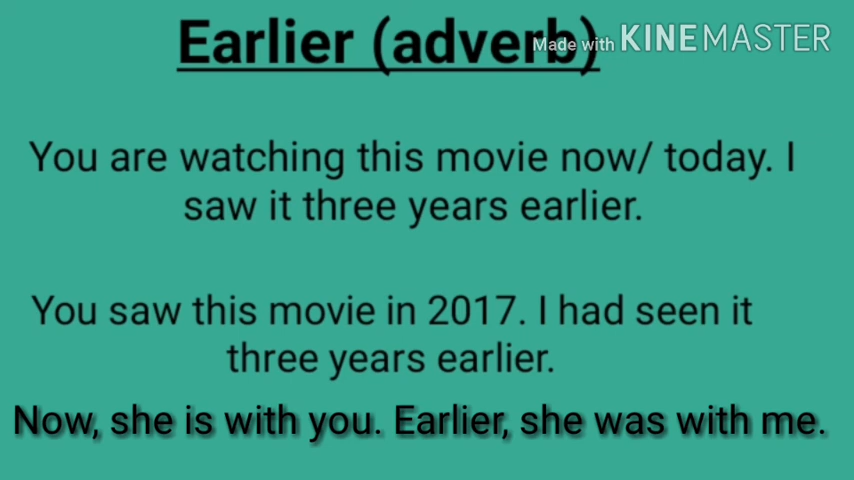 Earlier (adverb)
Made with KINEMASTER
You are watching this movie now/ today. I
saw it three years earlier.
You saw this movie in 2017. I had seen it
three years earlier.
Now, she is with you. Earlier, she was with me.